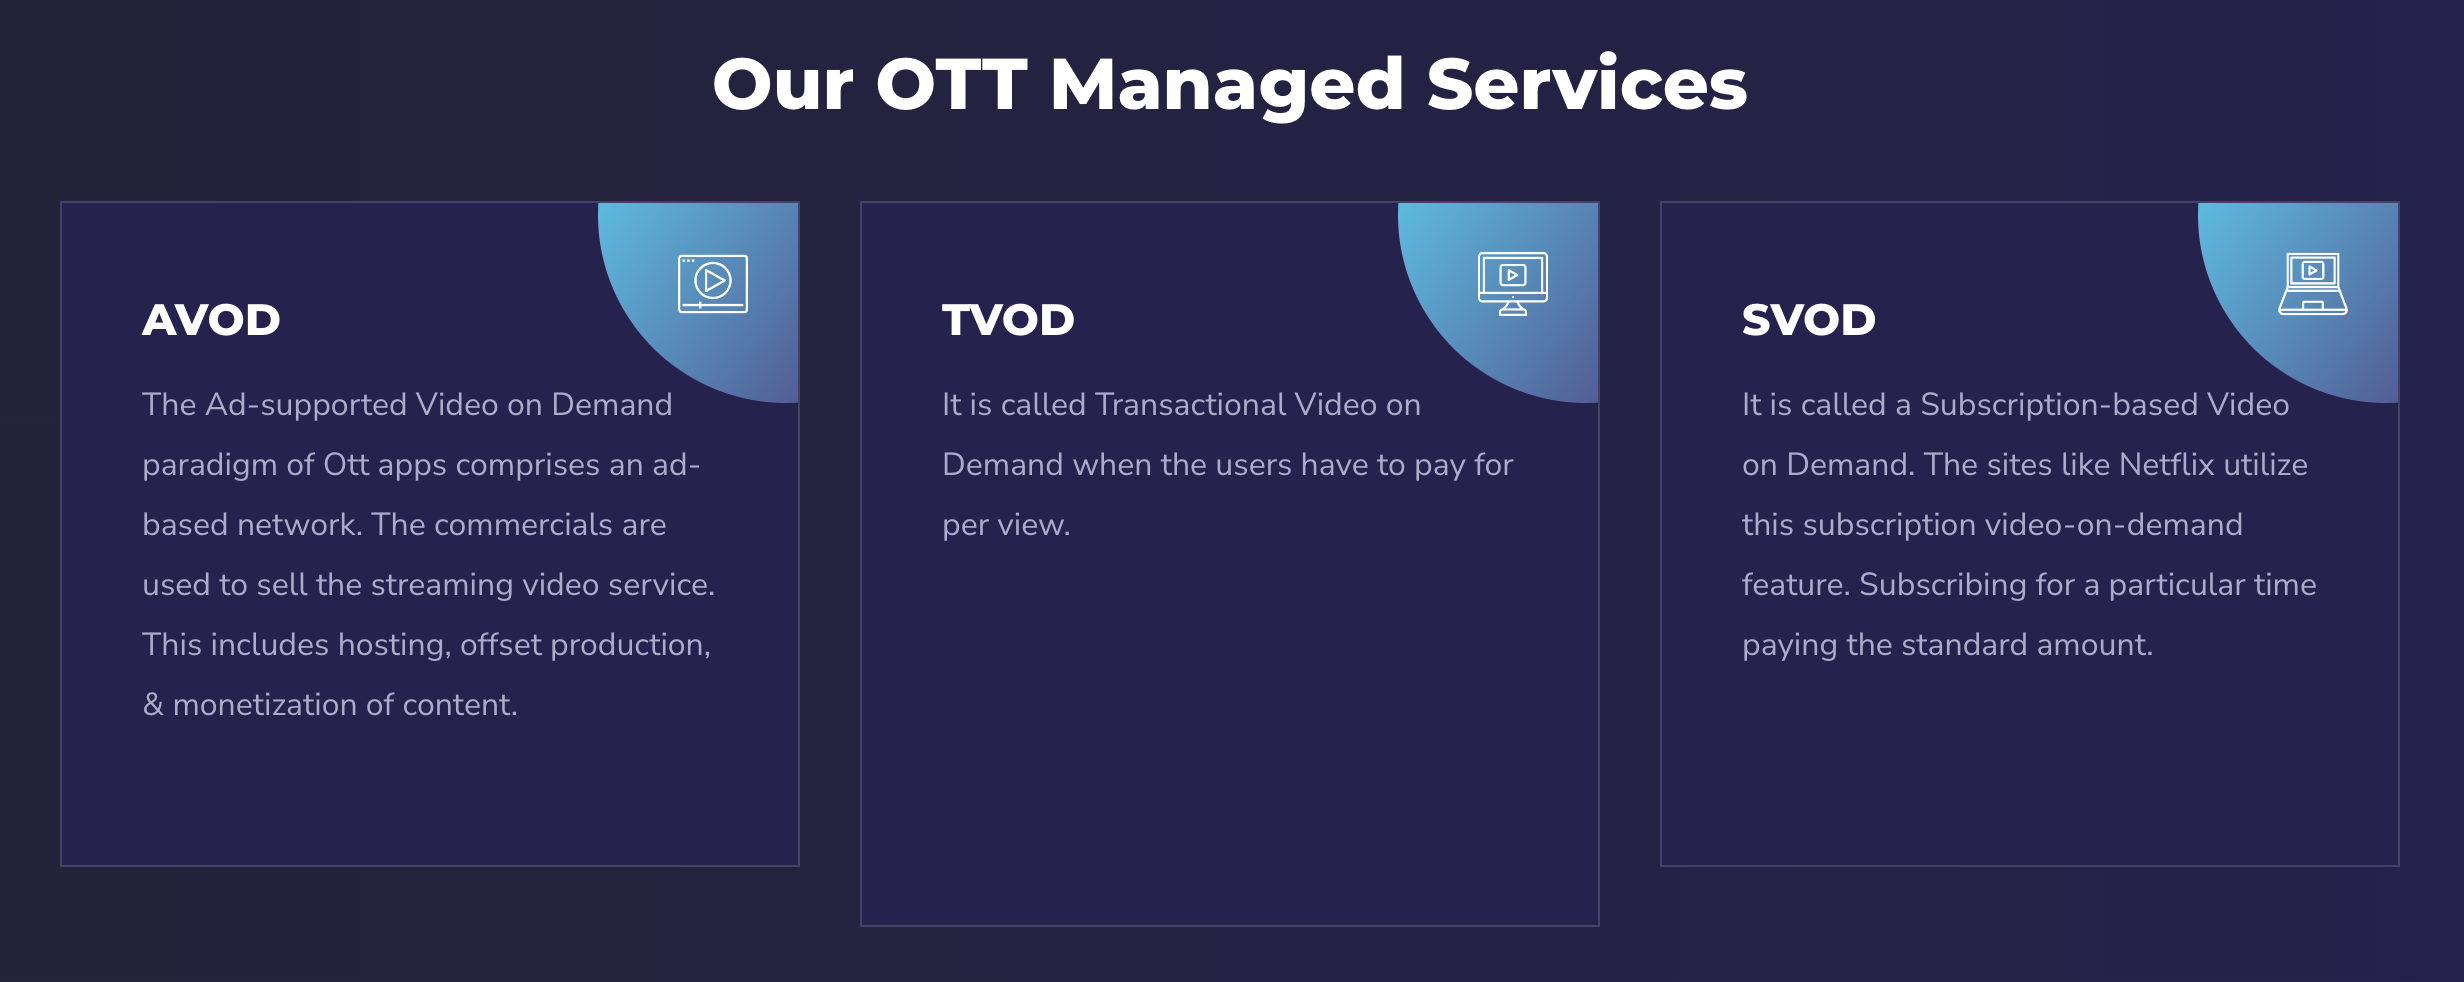 Our OTT Managed Services
AVOD
The Ad-supported Video on Demand
paradigm of Ott apps comprises an ad-
based network. The commercials are
used to sell the streaming video service.
This includes hosting, offset production,
& monetization of content.
TVOD
It is called Transactional Video on
Demand when the users have to pay for
per view.
SVOD
It is called a Subscription-based Video
on Demand. The sites like Netflix utilize
this subscription video-on-demand
feature. Subscribing for a particular time
paying the standard amount.